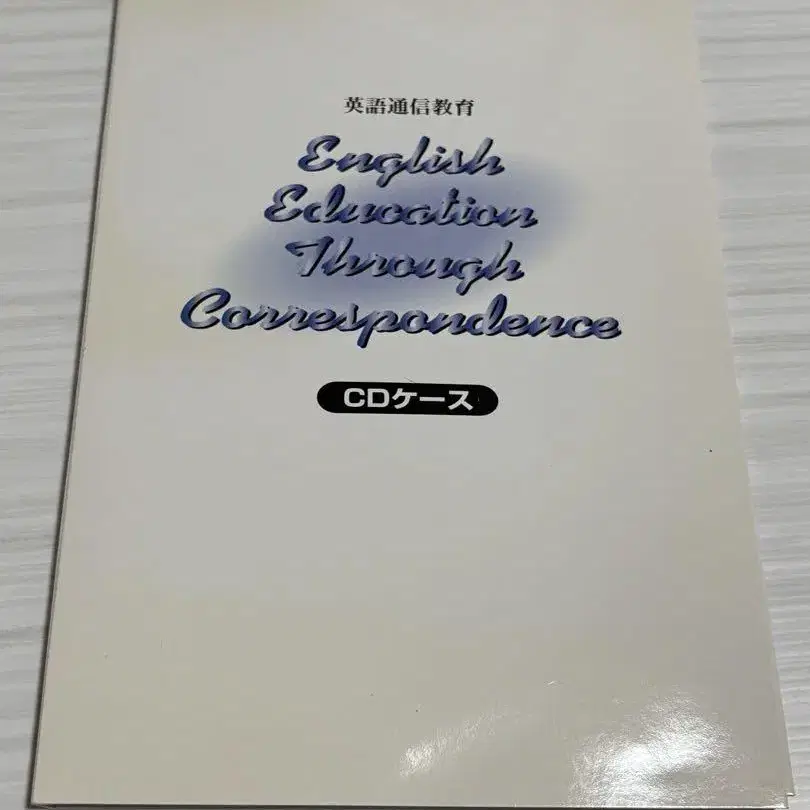 英語通信教育
English
Education
Through
Correspondence
CDケース